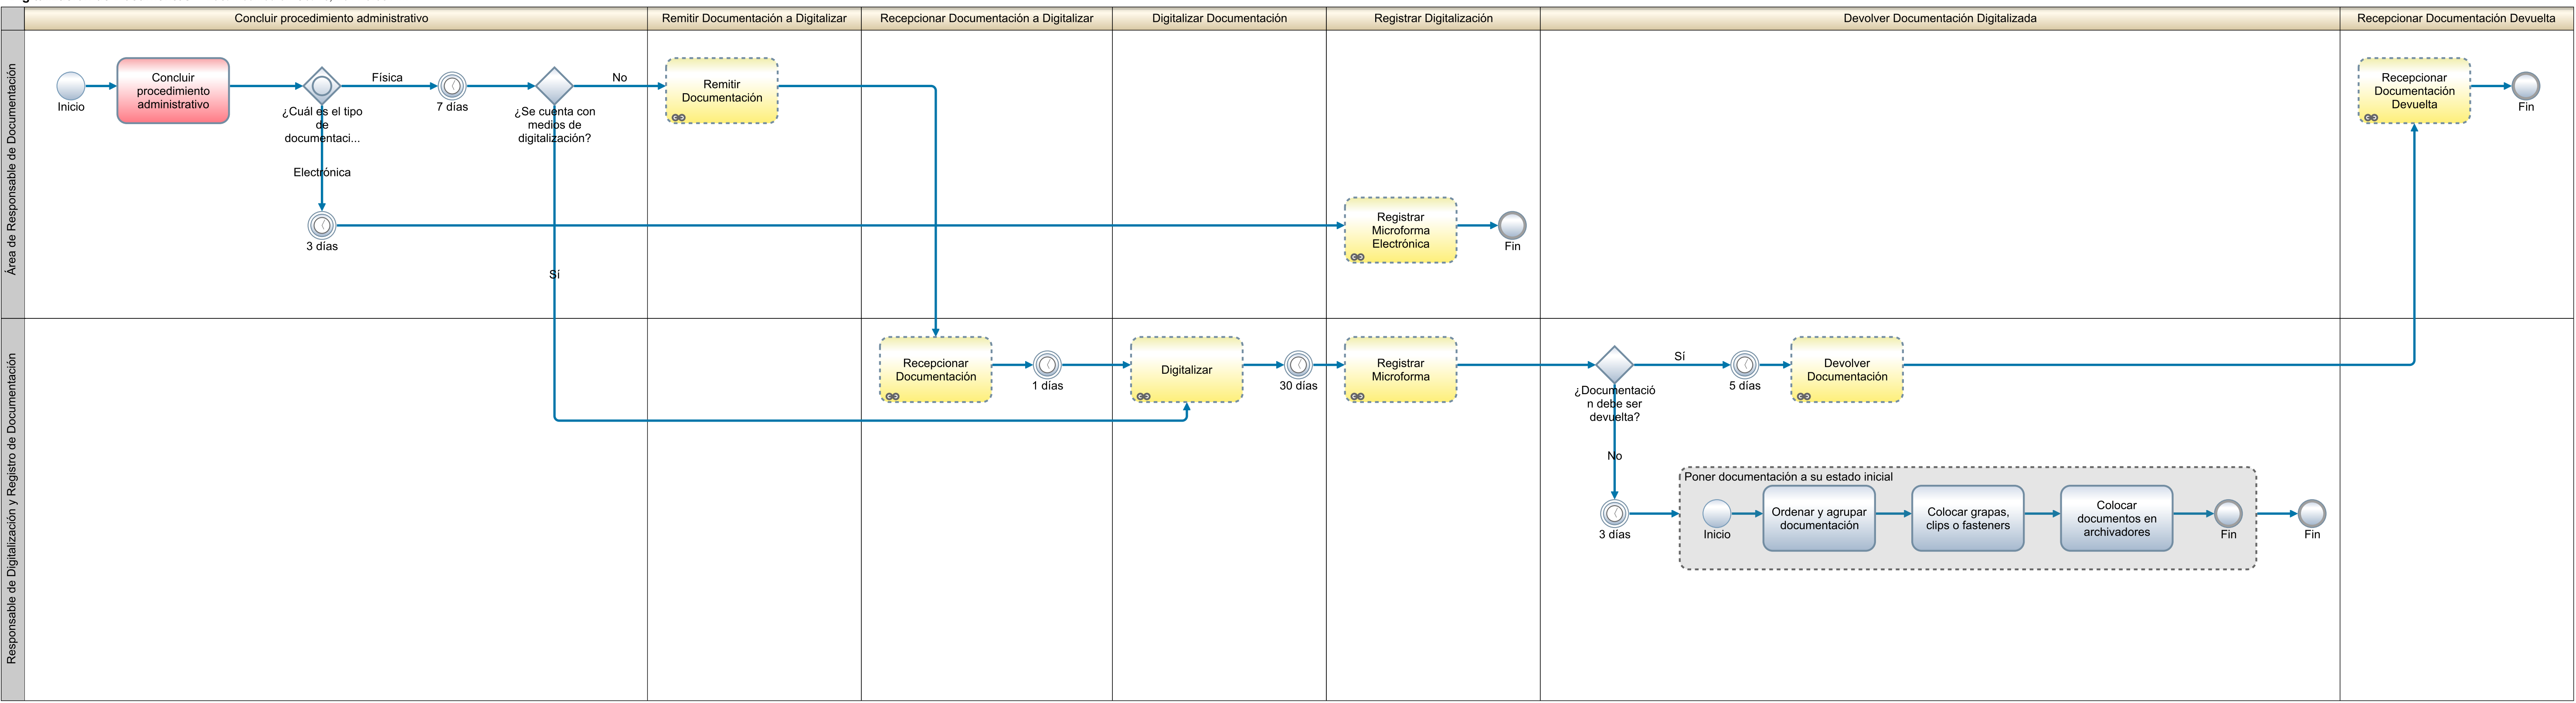 Concluir procedimiento administrativo
Remitir Documentación a Digitalizar
Recepcionar Documentación a Digitalizar
Digitalizar Documentación
Registrar Digitalización
Devolver Documentación Digitalizada
Recepcionar Documentación Devuelta
Área de Responsable de Documentación
Inicio
Concluir
procedimiento
administrativo
¿Cuál es el tipo
de
documentaci...
Física
7 días
¿Se cuenta con
medios de
digitalización?
No
Remitir
Documentación
Recepcionar
Documentación
Devuelta
Fin
Electrónica
3 días
Registrar
Microforma
Electrónica
Fin
Sí
Responsable de Digitalización y Registro de Documentación
Recepcionar
Documentación
1 días
Digitalizar
30 días
Registrar
Microforma
¿Documentació
n debe ser
devuelta?
Sí
5 días
Devolver
Documentación
No
3 días
Poner documentación a su estado inicial
Inicio
Ordenar y agrupar
documentación
Colocar grapas,
clips o fasteners
Colocar
documentos en
archivadores
Fin
Fin